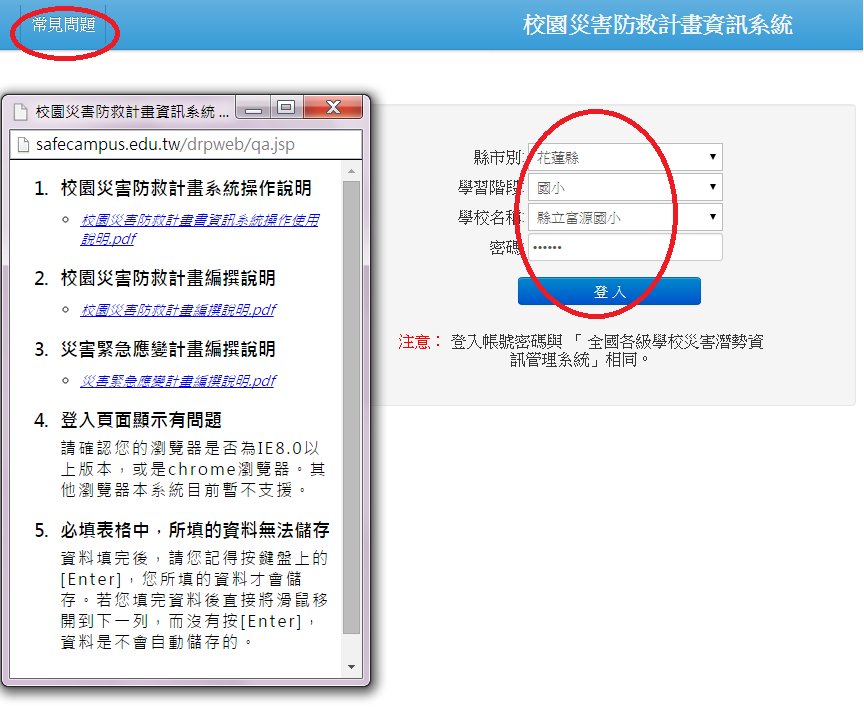 常見問題
校園災害防救計畫資訊系統
校園災害防救計畫資訊系統 ...
safecampus.edu.tw/drpweb/qa.jsp
1. 校園災害防救計畫系統操作說明
校園災害防救計畫書資訊系統操作使用
說明.pdf
2. 校園災害防救計畫編撰說明
校園災害防救計畫編撰說明.pdf
3. 災害緊急應變計畫編撰說明
災害緊急應變計畫編撰說明.pdf
4. 登入頁面顯示有問題
請確認您的瀏覽器是否為IE8.0以
上版本，或是chrome瀏覽器。其
他瀏覽器本系統目前暫不支援。
5. 必填表格中，所填的資料無法儲存
資料填完後，請您記得按鍵盤上的
[Enter]，您所填的資料才會儲
存。若您填完資料後直接將滑鼠移
開到下一列，而沒有按[Enter]，
資料是不會自動儲存的。
縣市別: 花蓮縣
學習階段: 國小
學校名稱: 縣立富源國小
密碼: ••••••
登入
注意： 登入帳號密碼與 「 全國各級學校災害潛勢資
訊管理系統」相同。